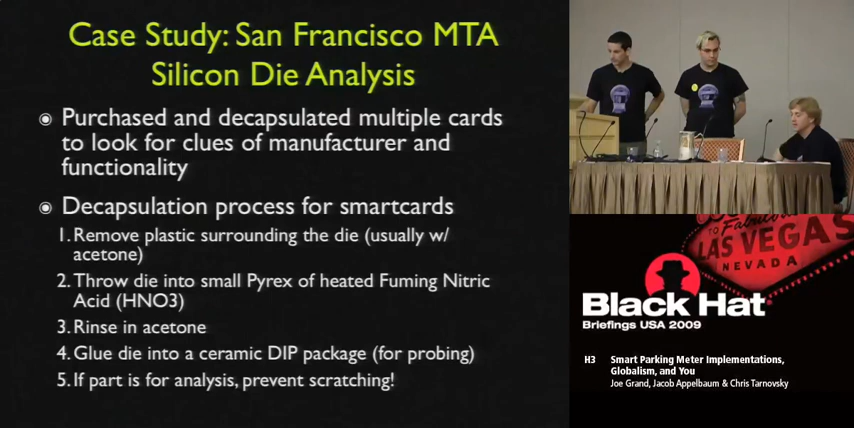 Case Study: San Francisco MTA
Silicon Die Analysis
Purchased and decapsulated multiple cards
to look for clues of manufacturer and
functionality
Decapsulation process for smartcards
1. Remove plastic surrounding the die (usually w/
acetone)
2. Throw die into small Pyrex of heated Fuming Nitric
Acid (HNO3)
3. Rinse in acetone
4. Glue die into a ceramic DIP package (for probing)
5. If part is for analysis, prevent scratching!
TO Fabulous
LAS VEGAS
NEVADA
Black Hat
Briefings USA 2009
H3 Smart Parking Meter Implementations,
Globalism, and You
Joe Grand, Jacob Appelbaum & Chris Tarnovsky